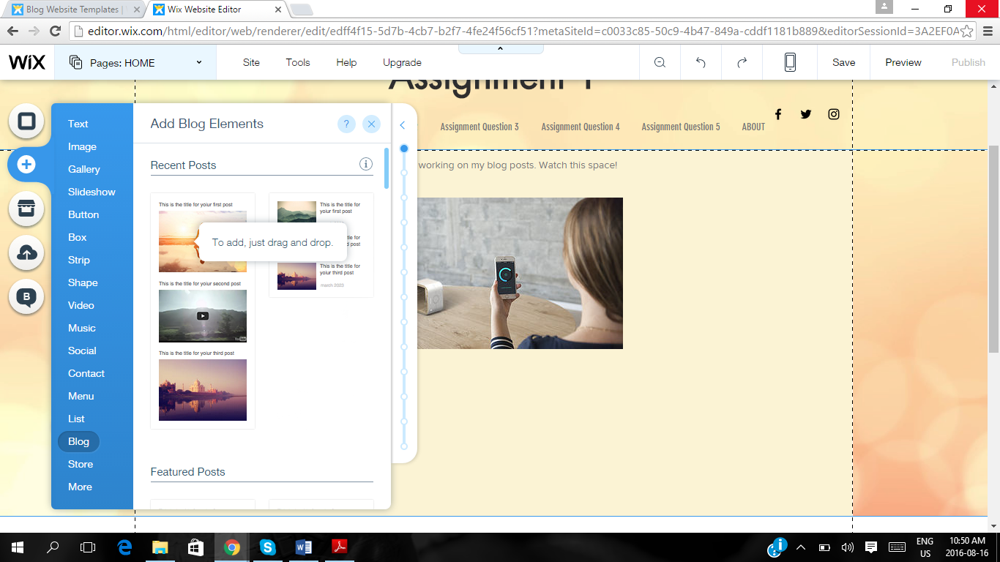 Blog Website Templates |
Wix Website Editor
editor.wix.com/html/editor/web/renderer/edit/edff4f15-5d7b-4cb7-b2f7-4fe24f56cf51?metaSiteId=c0033c85-50c9-4b47-849a-cddf1181b889&editorSessionId=3A2EF0A
WiX
Pages: HOME
Site
Tools
Help
Upgrade
Save
Preview
Publish
Assignment 1
Assignment Question 3
Assignment Question 4
Assignment Question 5
ABOUT
working on my blog posts. Watch this space!
Text
Image
Gallery
Slideshow
Button
Box
Strip
Shape
Video
Music
Social
Contact
Menu
List
Blog
Store
More
B
Add Blog Elements
?
Recent Posts
i
This is the title for your first post
This is the title for your second post
This is the title for your third post
This is the title for
your first post
To add, just drag and drop.
post
This is the title for
your third post
march 2023
Featured Posts
ENG
US
10:50 AM
2016-08-16